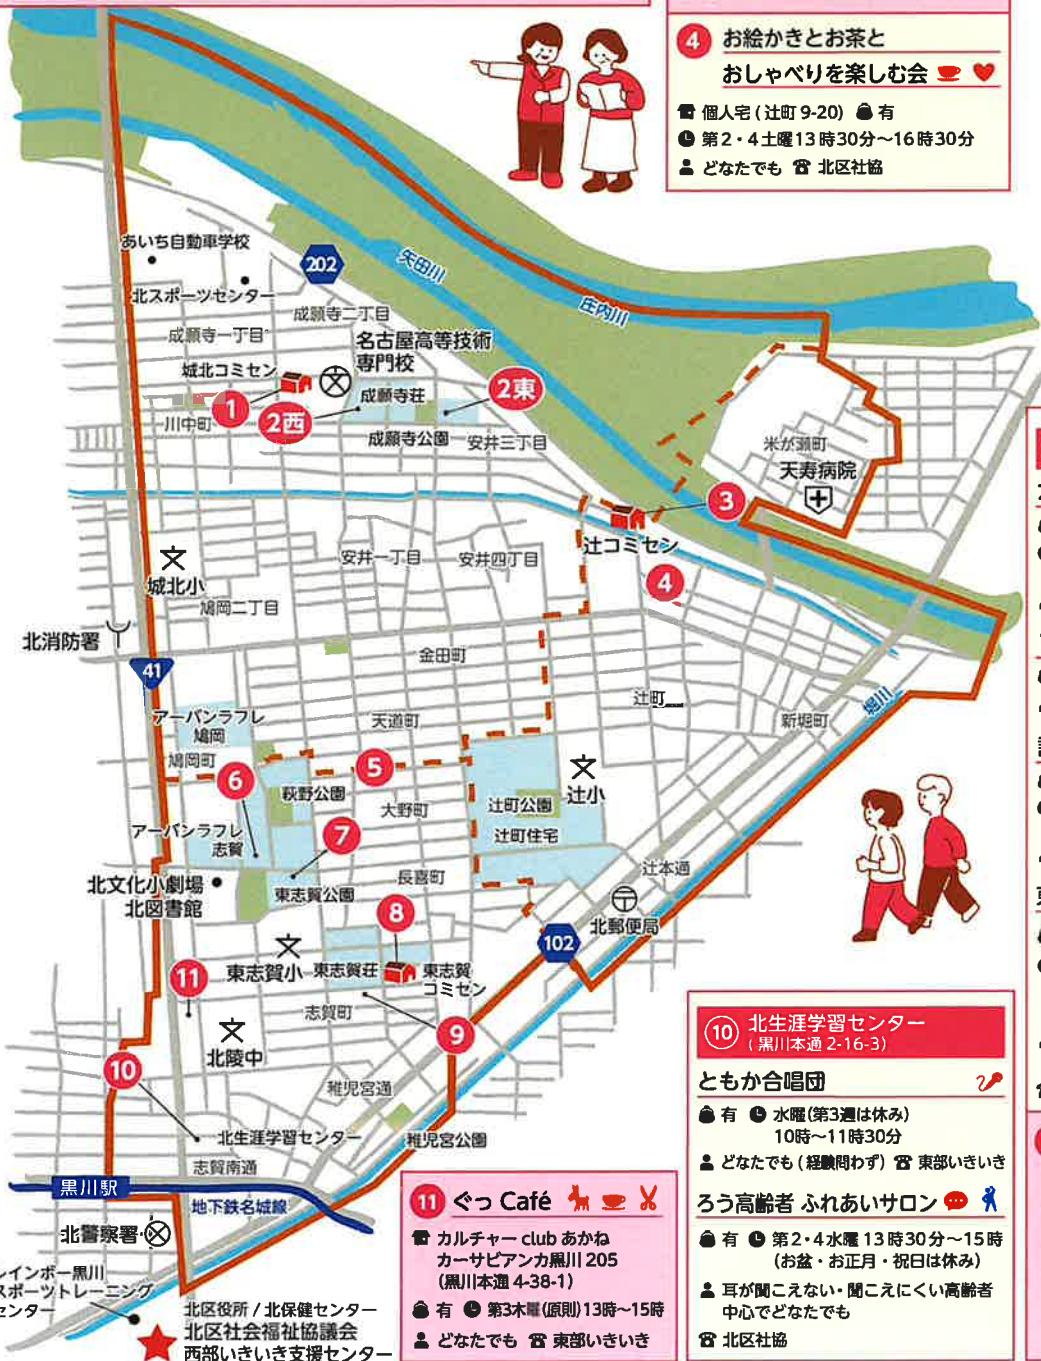 4 お絵かきとお茶と
おしゃべりを楽しむ会
個人宅(辻町 9-20) 有
第2・4土曜13時30分～16時30分
どなたでも 北区社協
あいち自動車学校
202
矢田川
北スポーツセンター
庄内川
成願寺二丁目
成願寺一丁目
名古屋高等技術
専門校
城北コミセン
成願寺荘
2東
1
2西
川中町
成願寺公園
安井三丁目
米が瀬町
天寿病院
3
辻コミセン
安井一丁目
安井四丁目
4
城北小
鳩岡二丁目
北消防署
金田町
41
辻町
堀川
アーバンラフレ
鳩岡
天道町
新堀町
鳩岡町
5
6
萩野公園
辻小
大野町
辻町公園
アーバンラフレ
志賀
7
辻町住宅
辻本通
北文化小劇場
北図書館
東志賀公園
長喜町
8
北郵便局
102
東志賀小
東志賀荘
東志賀
コミセン
11
志賀町
9
北陵中
10
稚児宮通
北生涯学習センター
稚児宮公園
志賀南通
黒川駅
地下鉄名城線
北警察署
レインボー黒川
スポーツトレーニング
センター
北区役所 / 北保健センター
北区社会福祉協議会
西部いきいき支援センター
11 ぐっ Café
カルチャー club あかね
カーサビアンカ黒川 205
(黒川本通 4-38-1)
有 第3木曜(原則)13時～15時
どなたでも 東部いきいき
10 北生涯学習センター
(黒川本通 2-16-3)
ともか合唱団
有 水曜(第3週は休み)
10時～11時30分
どなたでも(経験問わず) 東部いきいき
ろう高齢者 ふれあいサロン
有 第2・4水曜 13時30分～15時
(お盆・お正月・祝日は休み)
耳が聞こえない・聞こえにくい高齢者
中心でどなたでも
北区社協